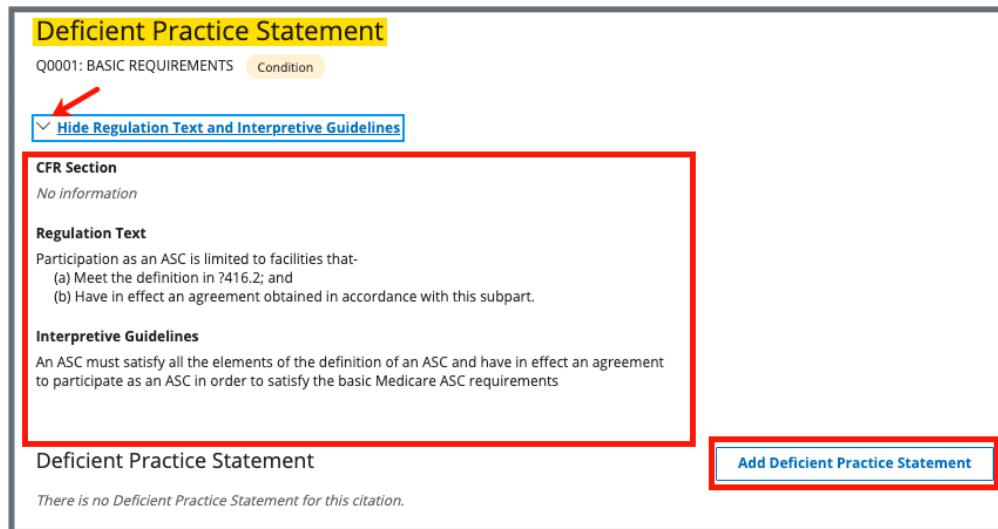 Deficient Practice Statement
Q0001: BASIC REQUIREMENTS Condition
Hide Regulation Text and Interpretive Guidelines
CFR Section
No information
Regulation Text
Participation as an ASC is limited to facilities that-
(a) Meet the definition in ?416.2; and
(b) Have in effect an agreement obtained in accordance with this subpart.
Interpretive Guidelines
An ASC must satisfy all the elements of the definition of an ASC and have in effect an agreement
to participate as an ASC in order to satisfy the basic Medicare ASC requirements
Deficient Practice Statement
Add Deficient Practice Statement
There is no Deficient Practice Statement for this citation.